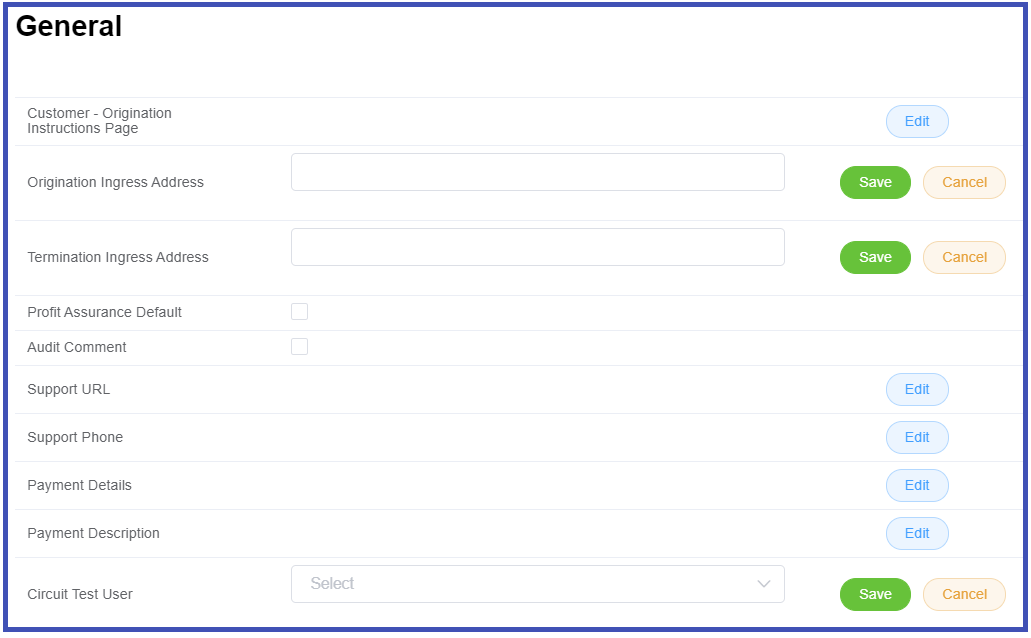 General
Customer - Origination
Instructions Page
Edit
Origination Ingress Address
Save
Cancel
Termination Ingress Address
Save
Cancel
Profit Assurance Default
Audit Comment
Support URL
Edit
Support Phone
Edit
Payment Details
Edit
Payment Description
Edit
Circuit Test User
Select
Save
Cancel